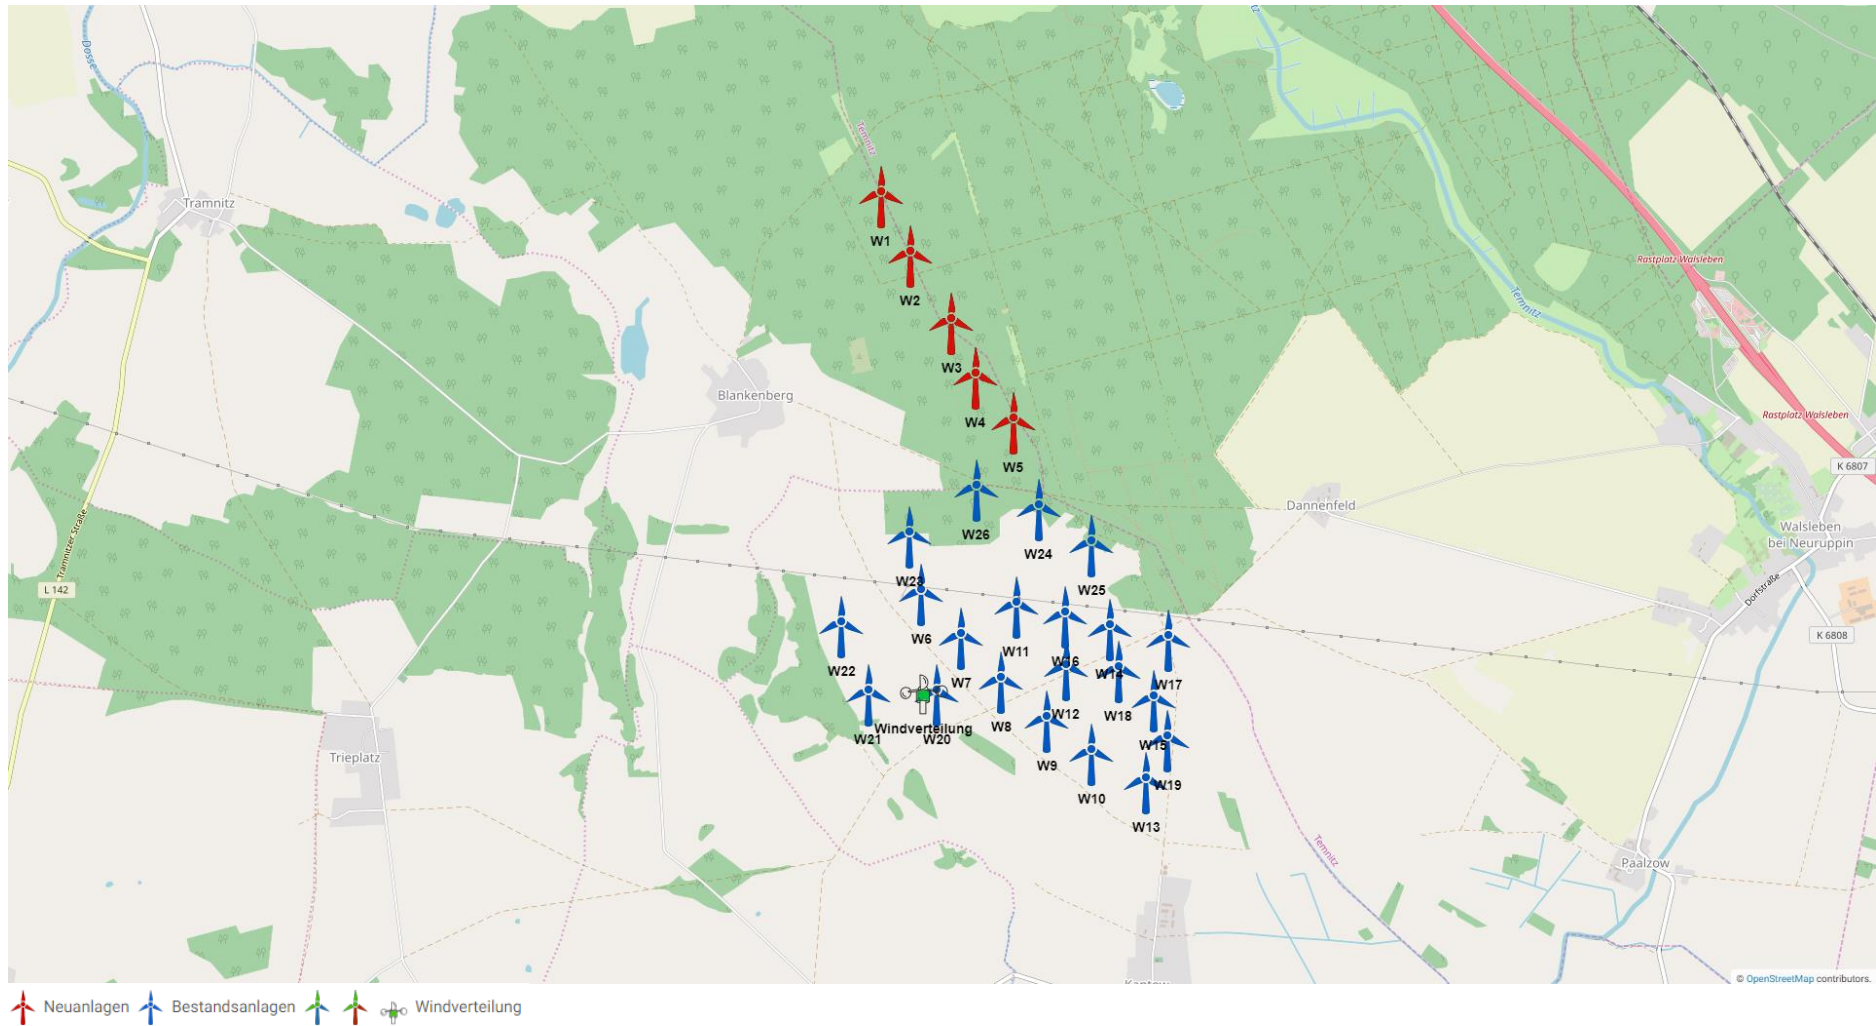 Dosse
tz
Temnitz
Tramnitz
W1
Rastplatz Walsleben
W2
Temnitz
W3
Blankenberg
Rastplatz Walsleben
W4
W5
K 6807
Dannenfeld
Walsleben
bei Neuruppin
W26
W24
Tramnitzer Straße
W23
W25
L 142
Dorfstraße
W6
W11
K 6808
W22
W16
W7
W14
W17
W12
W18
Windverteilung
W8
W21
W20
W15
Trieplatz
W9
W19
W10
W13
Temnitz
Paalzow
Kantow
© OpenStreetMap contributors.
Neuanlagen
Bestandsanlagen
Windverteilung